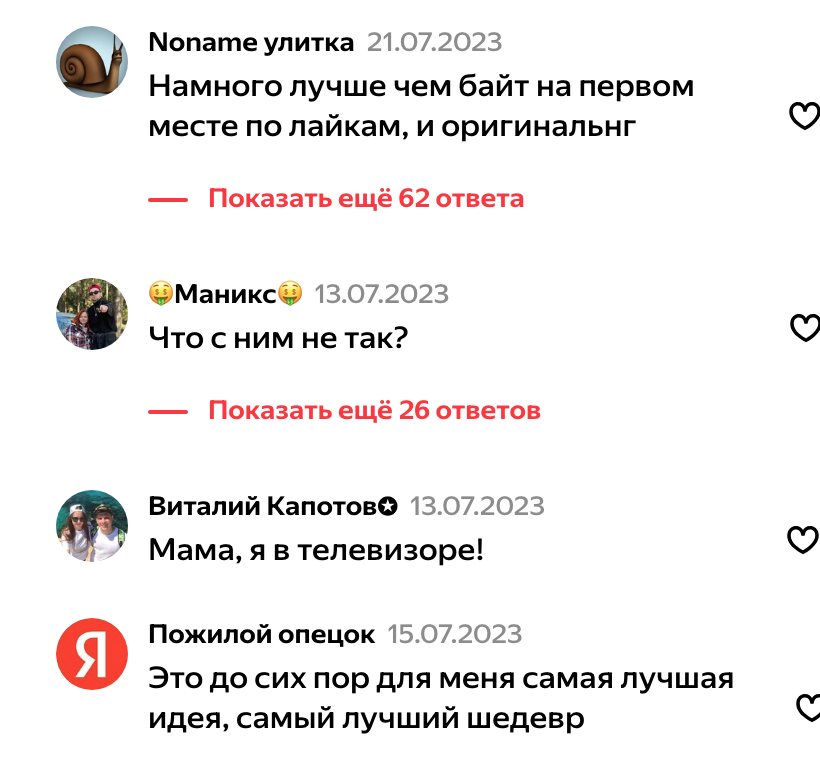 Noname улитка 21.07.2023
Намного лучше чем байт на первом
месте по лайкам, и оригинальнг
Показать ещё 62 ответа
🤑Маникс🤑 13.07.2023
Что с ним не так?
Показать ещё 26 ответов
Виталий Капотов✪ 13.07.2023
Мама, я в телевизоре!
Я
Пожилой опецок 15.07.2023
Это до сих пор для меня самая лучшая
идея, самый лучший шедевр